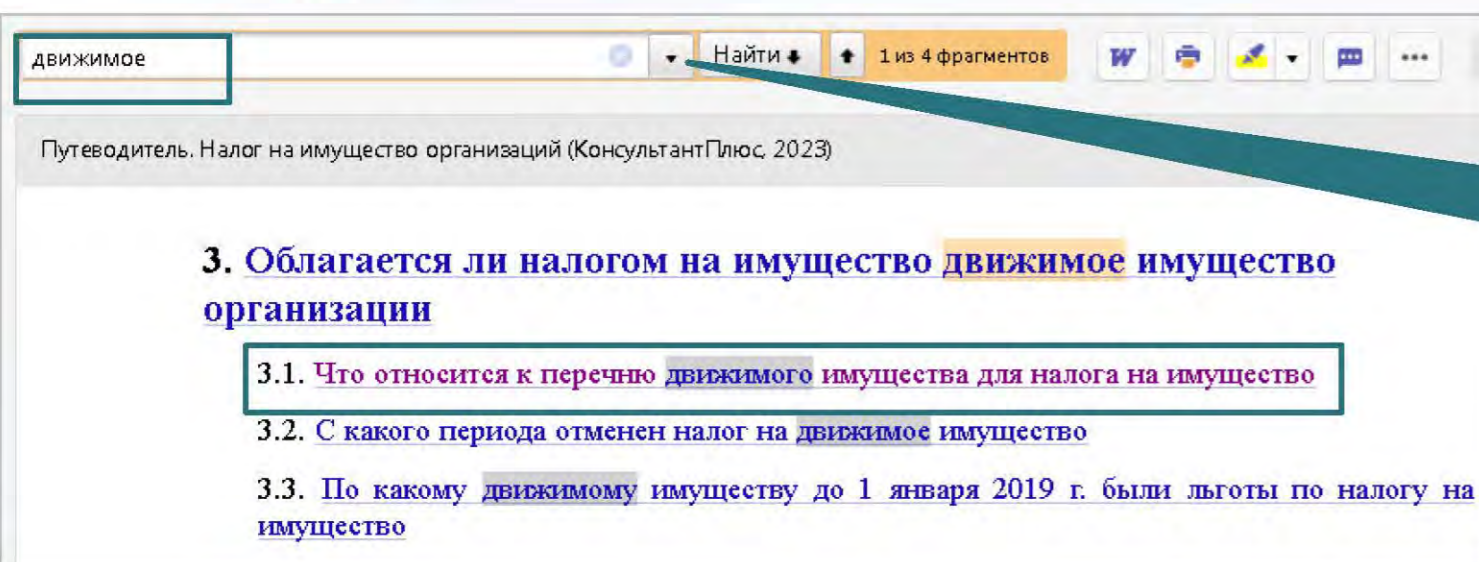 движимое Найти 1 из 4 фрагментов W
Путеводитель. Налог на имущество организаций (КонсультантПлюс, 2023)
3. Облагается ли налогом на имущество движимое имущество
организации
3.1. Что относится к перечню движимого имущества для налога на имущество
3.2. С какого периода отменен налог на движимое имущество
3.3. По какому движимому имуществу до 1 января 2019 г. были льготы по налогу на
имущество